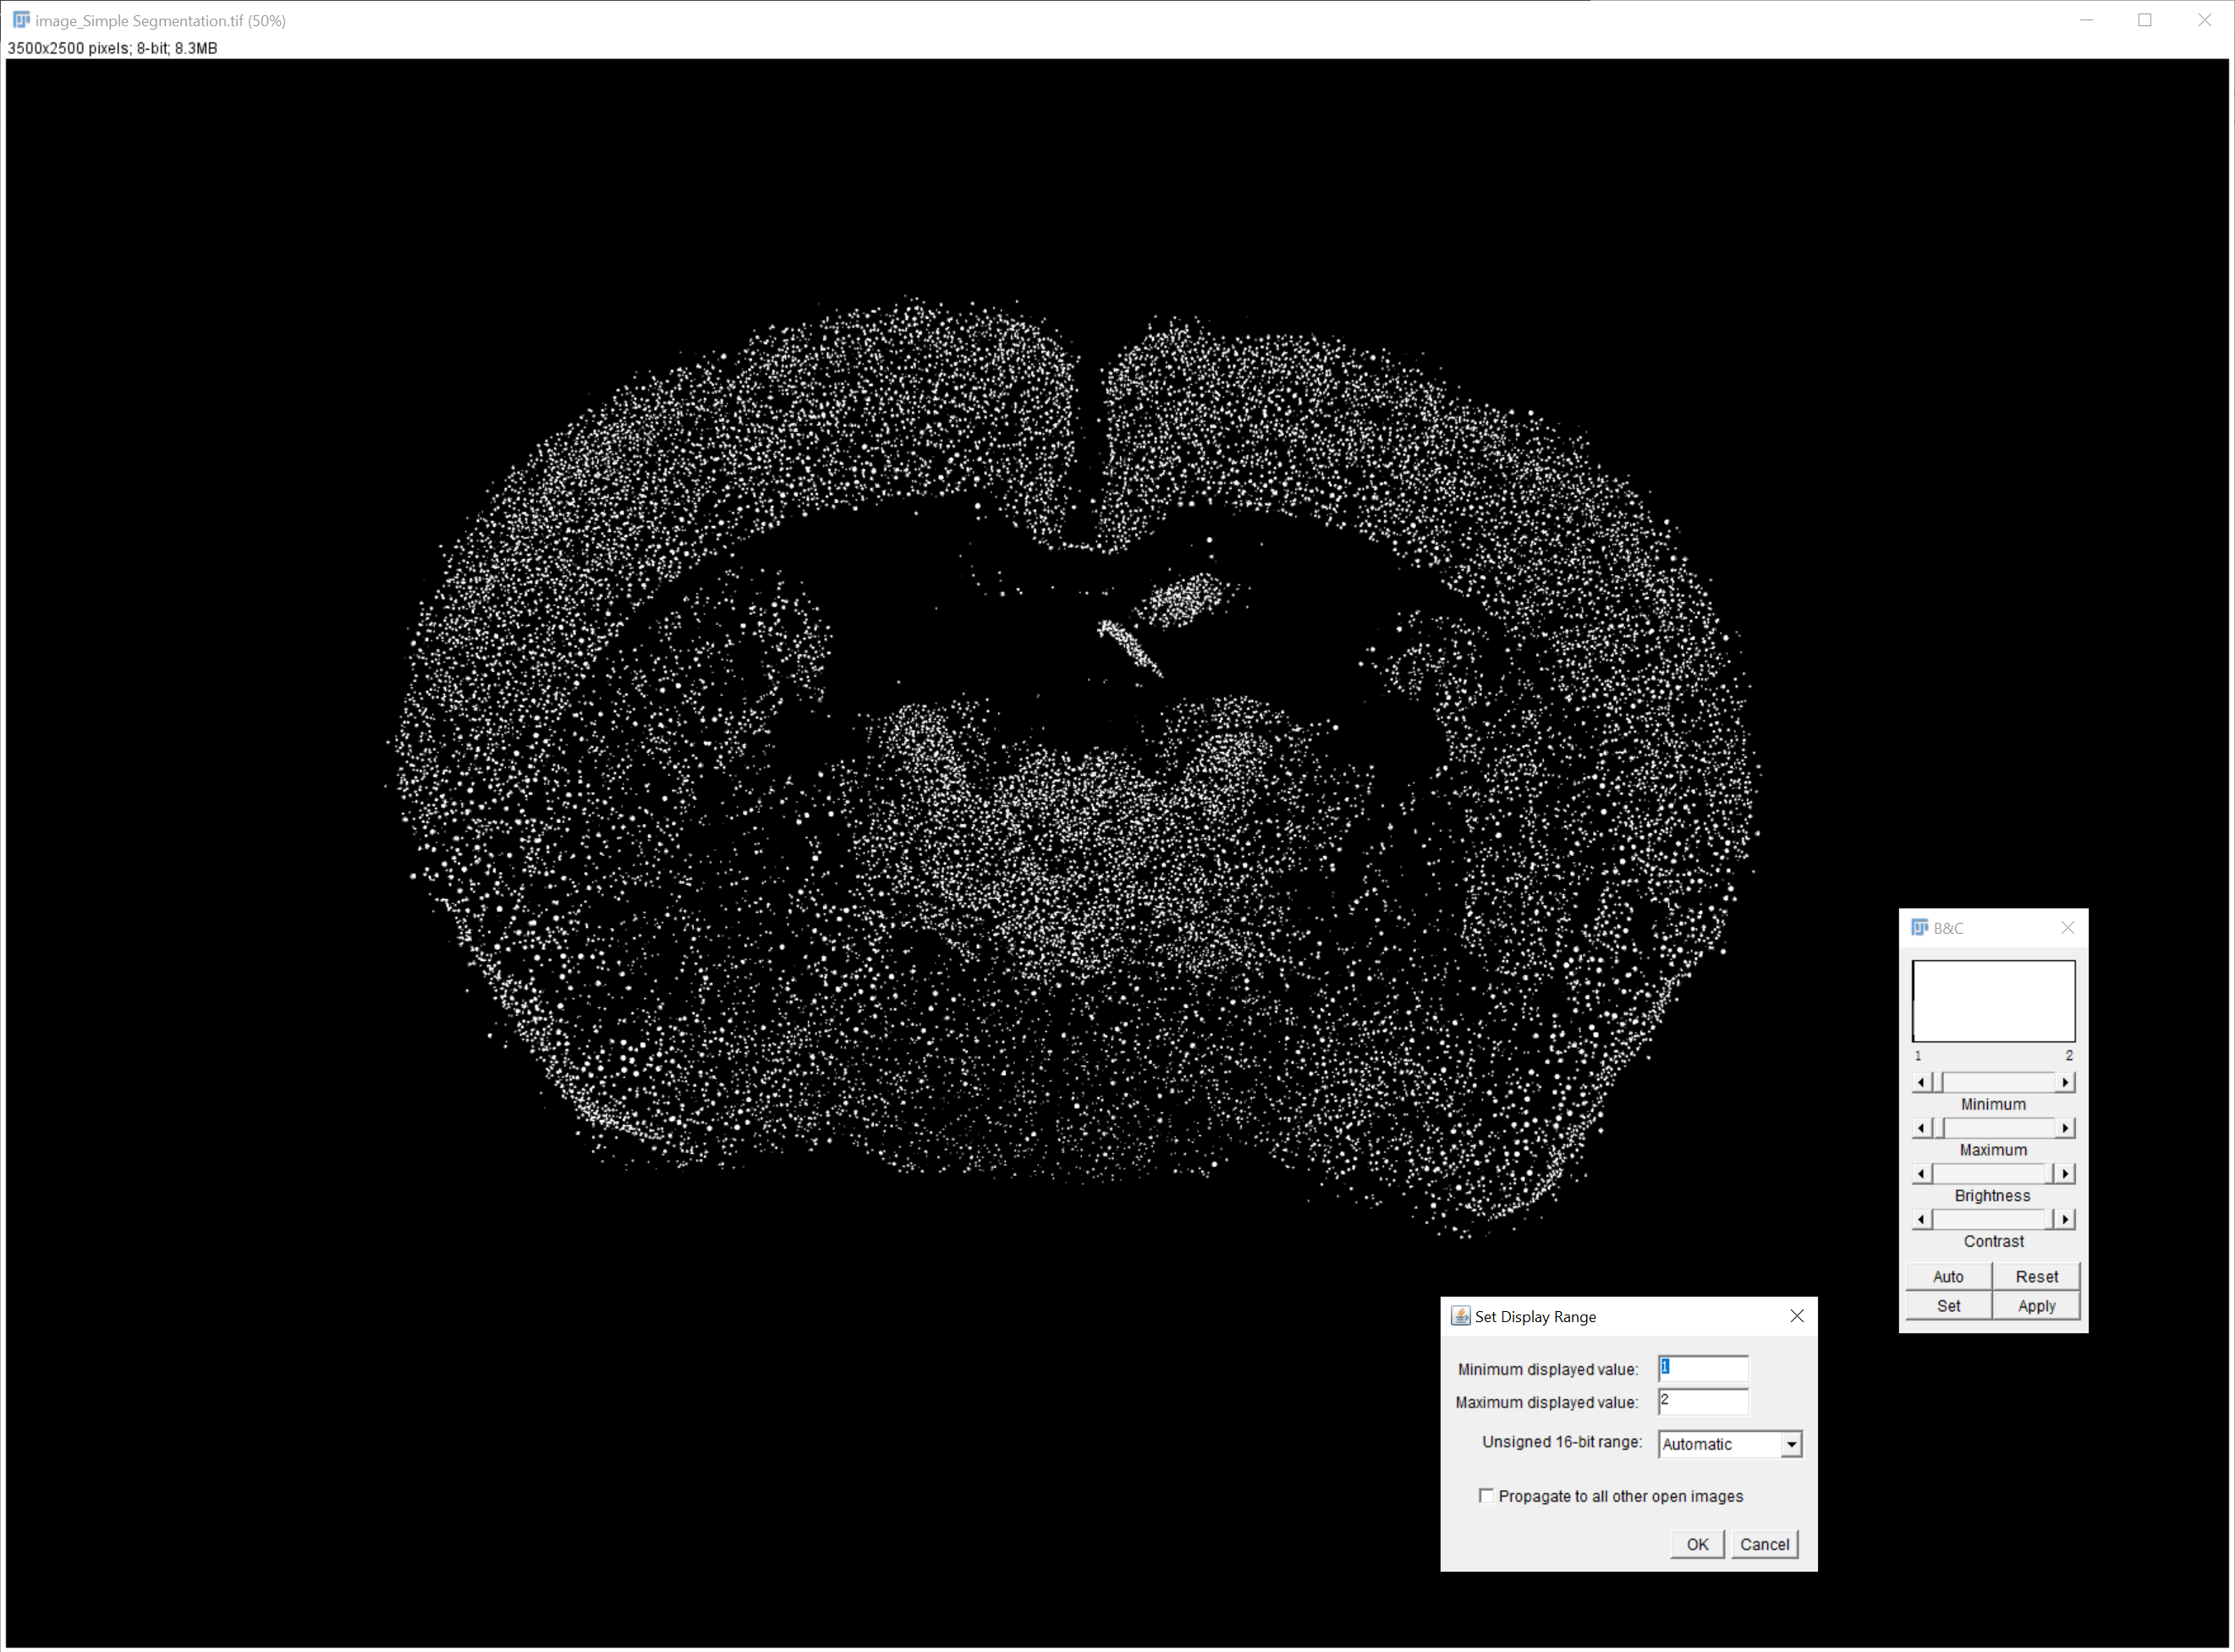 image_Simple Segmentation.tif (50%)
3500x2500 pixels; 8-bit; 8.3MB
B&C
1 2
Minimum
Maximum
Brightness
Contrast
Auto Reset
Set Apply
Set Display Range
Minimum displayed value: 1
Maximum displayed value: 2
Unsigned 16-bit range: Automatic
Propagate to all other open images
OK Cancel